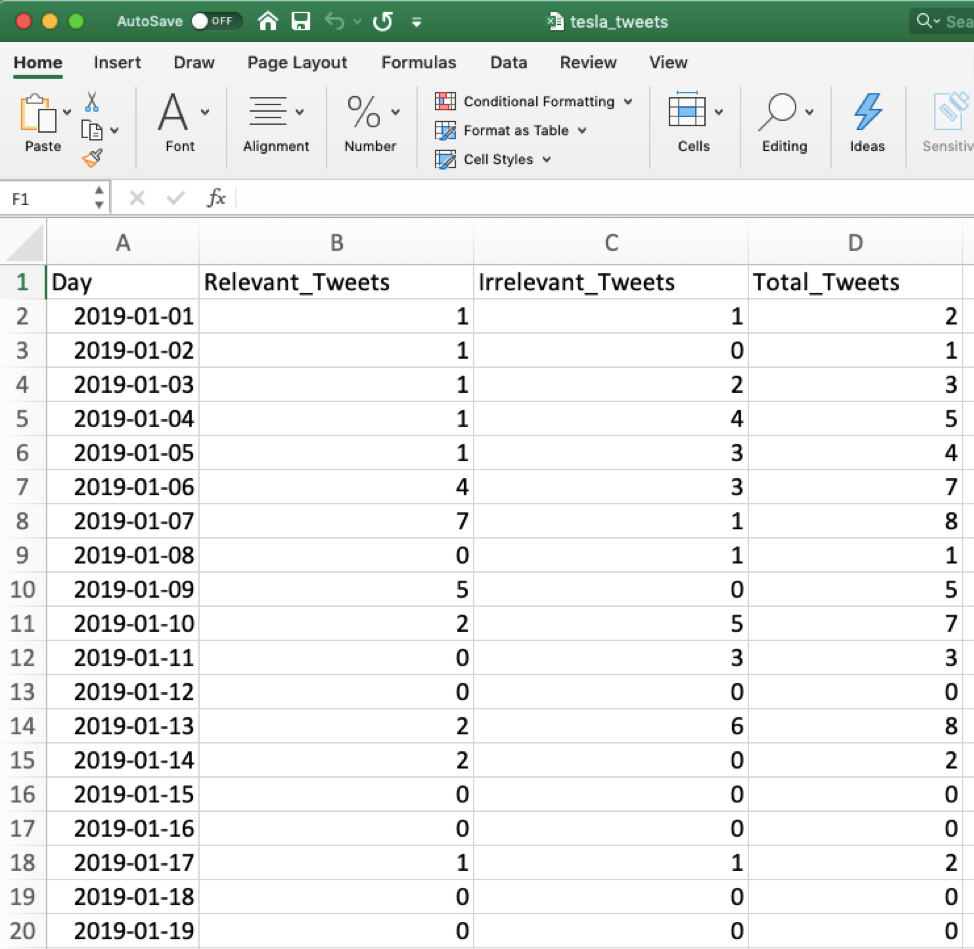 AutoSave OFF tesla_tweets Sea
Home Insert Draw Page Layout Formulas Data Review View
Paste Font Alignment % Number Conditional Formatting Format as Table Cell Styles Cells Editing Ideas Sensitiv
F1 fx
A B C D
1 Day Relevant_Tweets Irrelevant_Tweets Total_Tweets
2 2019-01-01 1 1 2
3 2019-01-02 1 0 1
4 2019-01-03 1 2 3
5 2019-01-04 1 4 5
6 2019-01-05 1 3 4
7 2019-01-06 4 3 7
8 2019-01-07 7 1 8
9 2019-01-08 0 1 1
10 2019-01-09 5 0 5
11 2019-01-10 2 5 7
12 2019-01-11 0 3 3
13 2019-01-12 0 0 0
14 2019-01-13 2 6 8
15 2019-01-14 2 0 2
16 2019-01-15 0 0 0
17 2019-01-16 0 0 0
18 2019-01-17 1 1 2
19 2019-01-18 0 0 0
20 2019-01-19 0 0 0